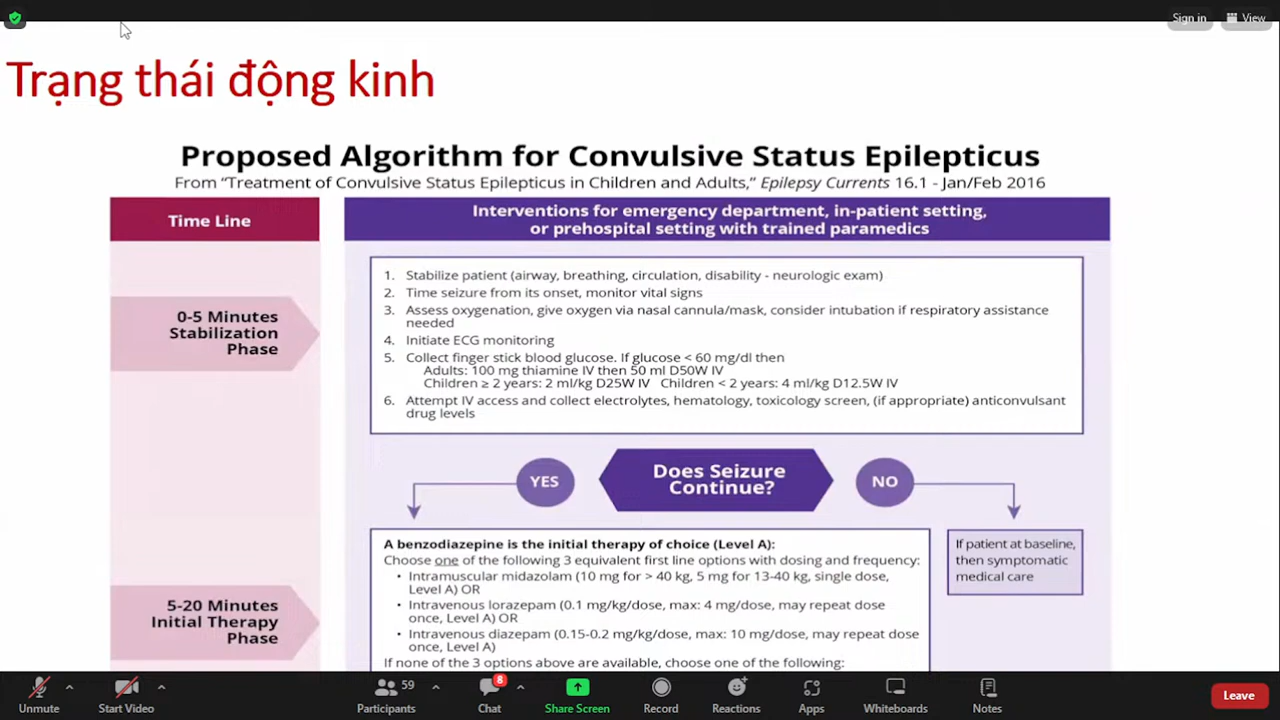 Sign in
View
Trạng thái động kinh
Proposed Algorithm for Convulsive Status Epilepticus
From “Treatment of Convulsive Status Epilepticus in Children and Adults,” Epilepsy Currents 16.1 - Jan/Feb 2016
Time Line
Interventions for emergency department, in-patient setting,
or prehospital setting with trained paramedics
0-5 Minutes
Stabilization
Phase
1. Stabilize patient (airway, breathing, circulation, disability - neurologic exam)
2. Time seizure from its onset, monitor vital signs
3. Assess oxygenation, give oxygen via nasal cannula/mask, consider intubation if respiratory assistance
needed
4. Initiate ECG monitoring
5. Collect finger stick blood glucose. If glucose < 60 mg/dl then
Adults: 100 mg thiamine IV then 50 ml D50W IV
Children ≥ 2 years: 2 ml/kg D25W IV Children < 2 years: 4 ml/kg D12.5W IV
6. Attempt IV access and collect electrolytes, hematology, toxicology screen, (if appropriate) anticonvulsant
drug levels
YES
Does Seizure
Continue?
NO
5-20 Minutes
Initial Therapy
Phase
A benzodiazepine is the initial therapy of choice (Level A):
Choose one of the following 3 equivalent first line options with dosing and frequency:
• Intramuscular midazolam (10 mg for > 40 kg, 5 mg for 13-40 kg, single dose,
Level A) OR
• Intravenous lorazepam (0.1 mg/kg/dose, max: 4 mg/dose, may repeat dose
once, Level A) OR
• Intravenous diazepam (0.15-0.2 mg/kg/dose, max: 10 mg/dose, may repeat dose
once, Level A)
If none of the 3 options above are available, choose one of the following:
If patient at baseline,
then symptomatic
medical care
Unmute
Start Video
59
Participants
8
Chat
Share Screen
Record
Reactions
Apps
Whiteboards
Notes
Leave